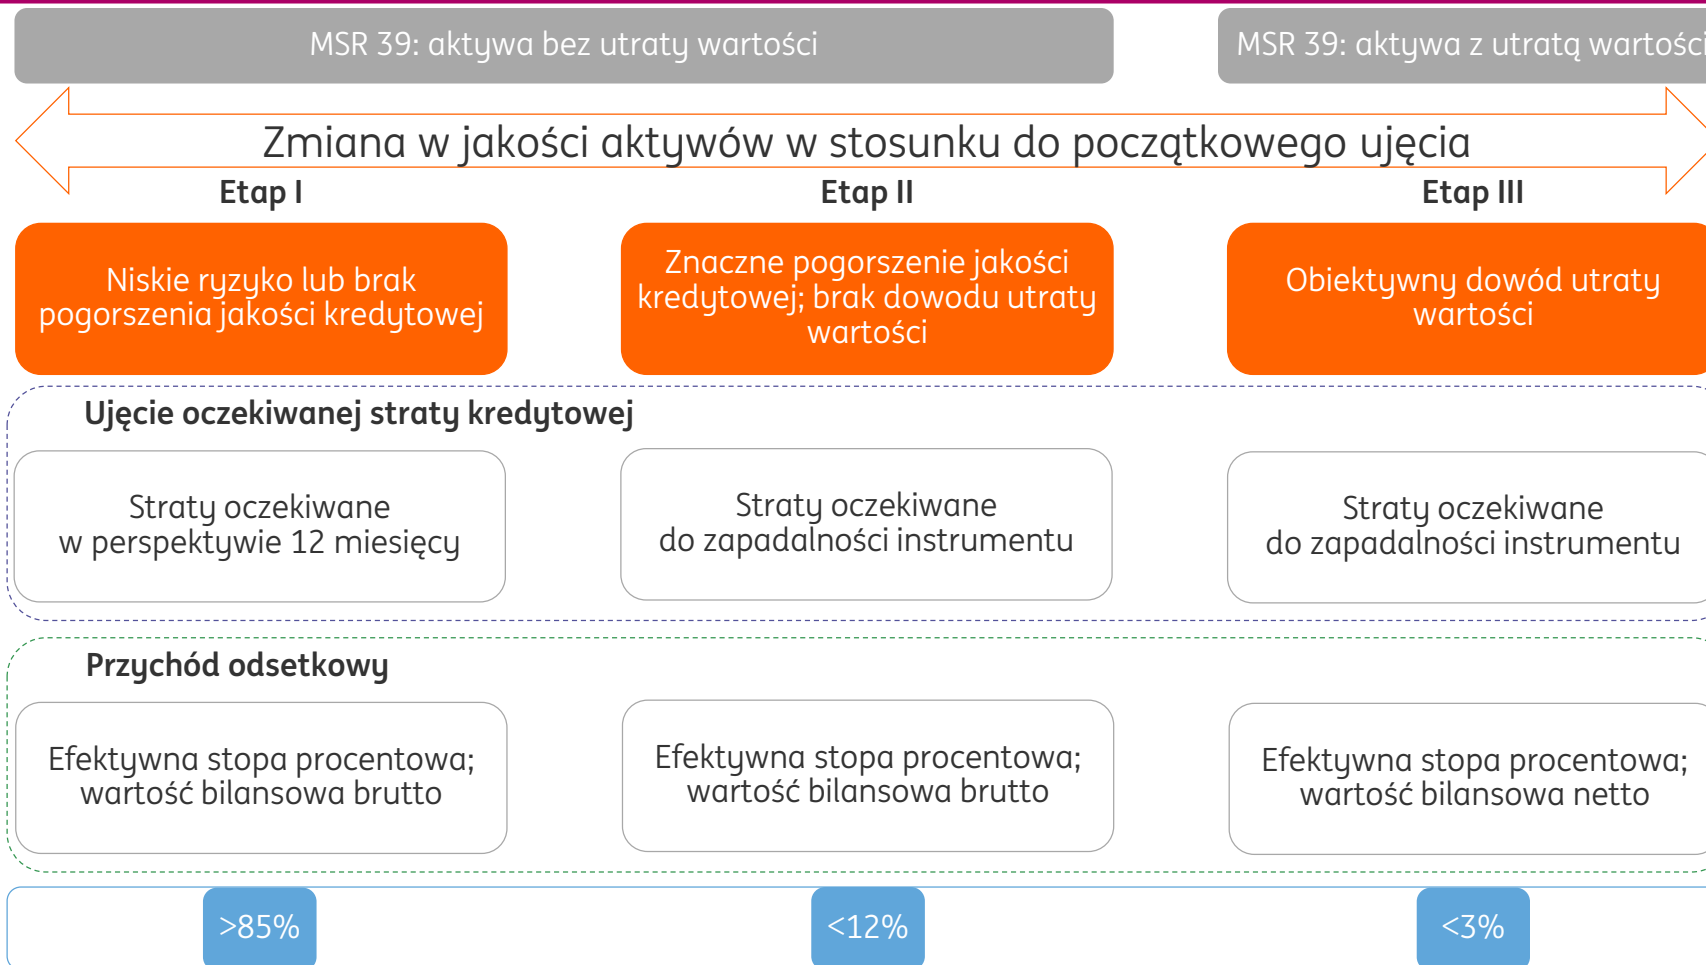 MSR 39: aktywa bez utraty wartości
MSR 39: aktywa z utratą wartości
Zmiana w jakości aktywów w stosunku do początkowego ujęcia
Etap I
Etap II
Etap III
Niskie ryzyko lub brak
pogorszenia jakości kredytowej
Znaczne pogorszenie jakości
kredytowej; brak dowodu utraty
wartości
Obiektywny dowód utraty
wartości
Ujęcie oczekiwanej straty kredytowej
Straty oczekiwane
w perspektywie 12 miesięcy
Straty oczekiwane
do zapadalności instrumentu
Straty oczekiwane
do zapadalności instrumentu
Przychód odsetkowy
Efektywna stopa procentowa;
wartość bilansowa brutto
Efektywna stopa procentowa;
wartość bilansowa brutto
Efektywna stopa procentowa;
wartość bilansowa netto
>85%
<12%
<3%